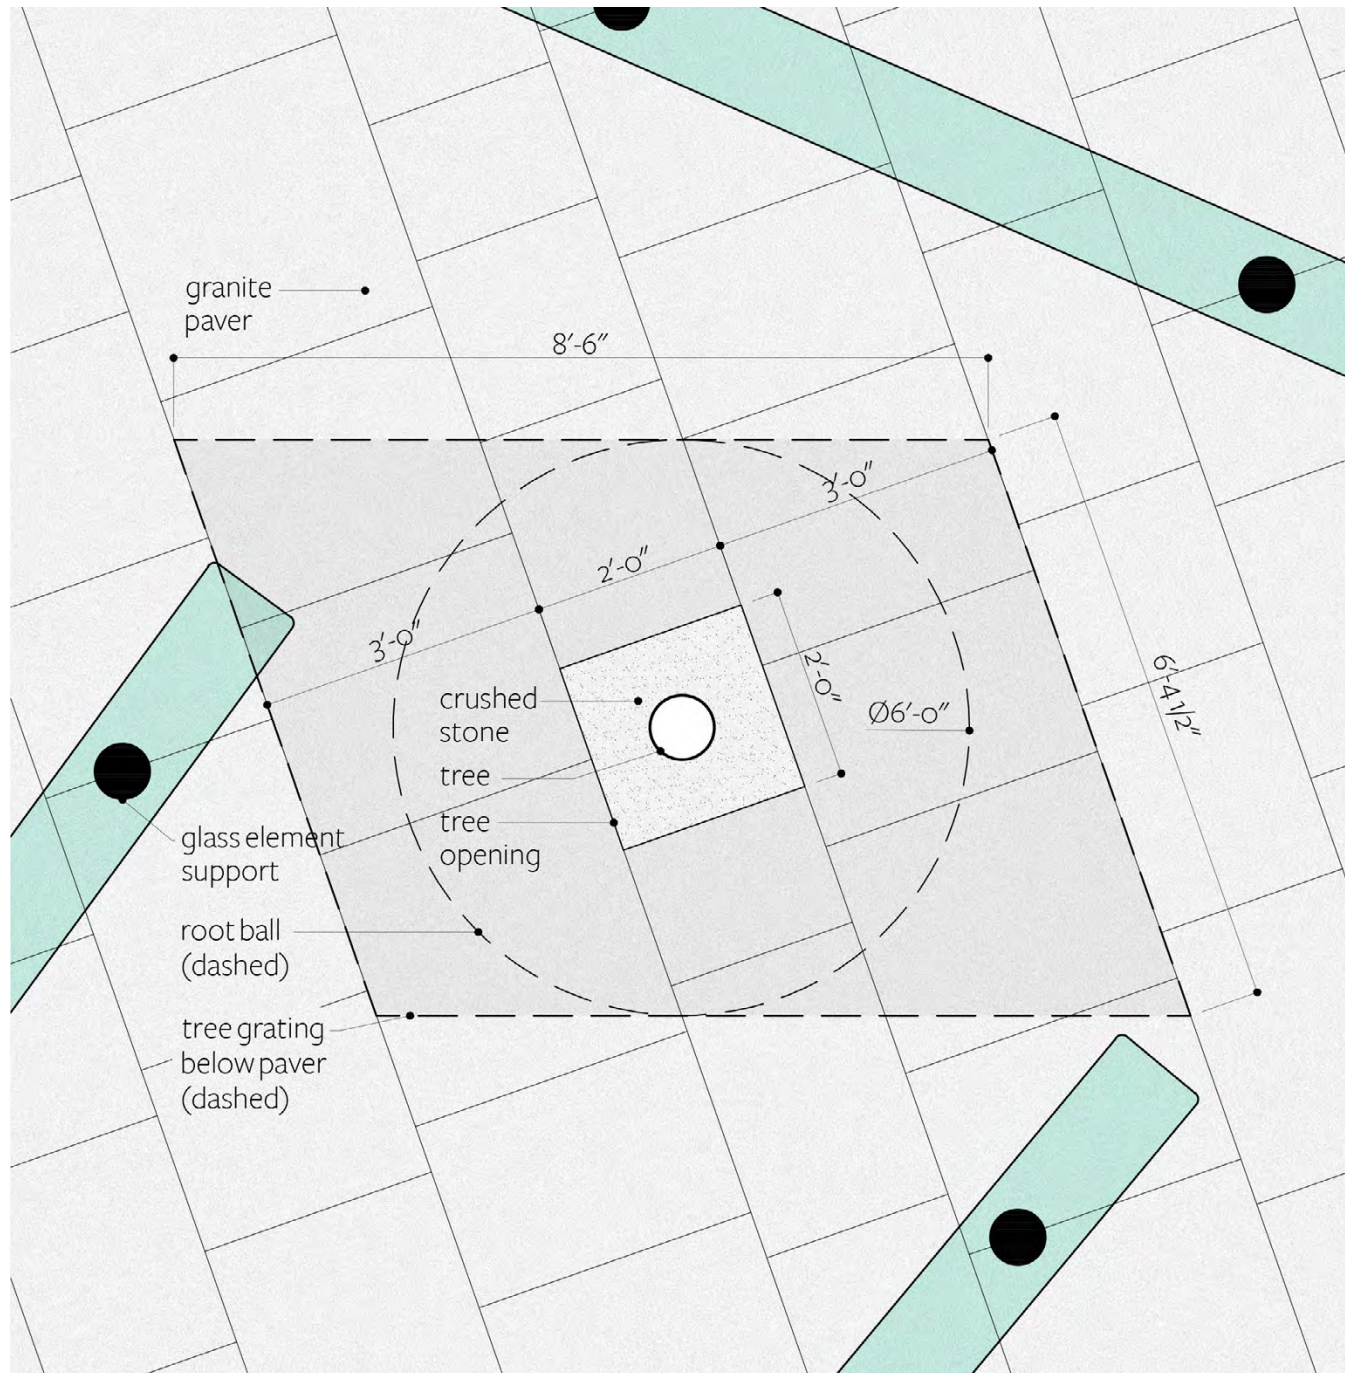 granite
paver
8′-6″
3′-0″
2′-0″
3′-0″
2′-0″
6′-4 1/2″
crushed
stone
Ø6′-0″
tree
tree
opening
glass element
support
root ball
(dashed)
tree grating
below paver
(dashed)